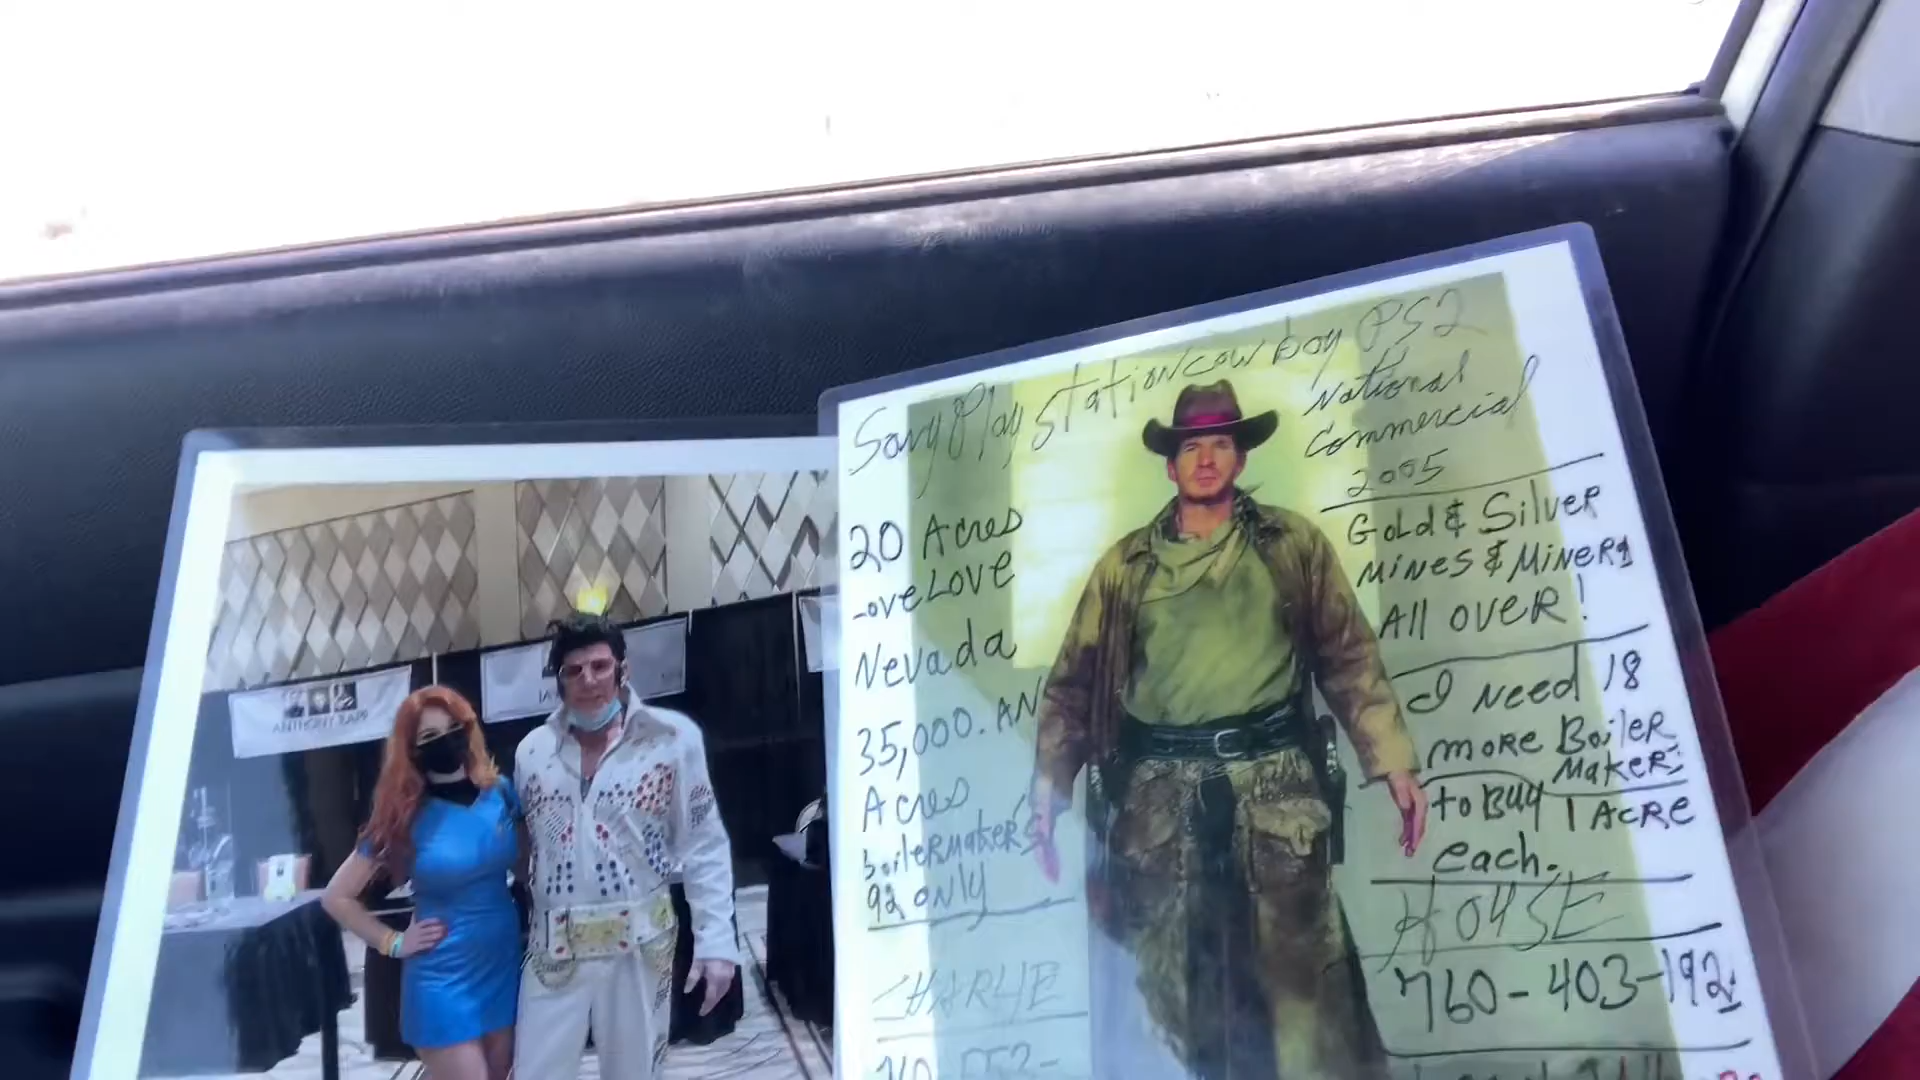 Sony Playstation cowboy PS2
National
Commercial
2005
20 Acres
Love
Nevada
35,000. AN
Acres
boilermakers
92 only
CHARLIE
Gold & Silver
MINES & MINERS
All OVER!
I Need 18
more Boiler
Makers
to Buy 1 ACRE
each.
HOUSE
760-403-192
ANTHONY RAPP